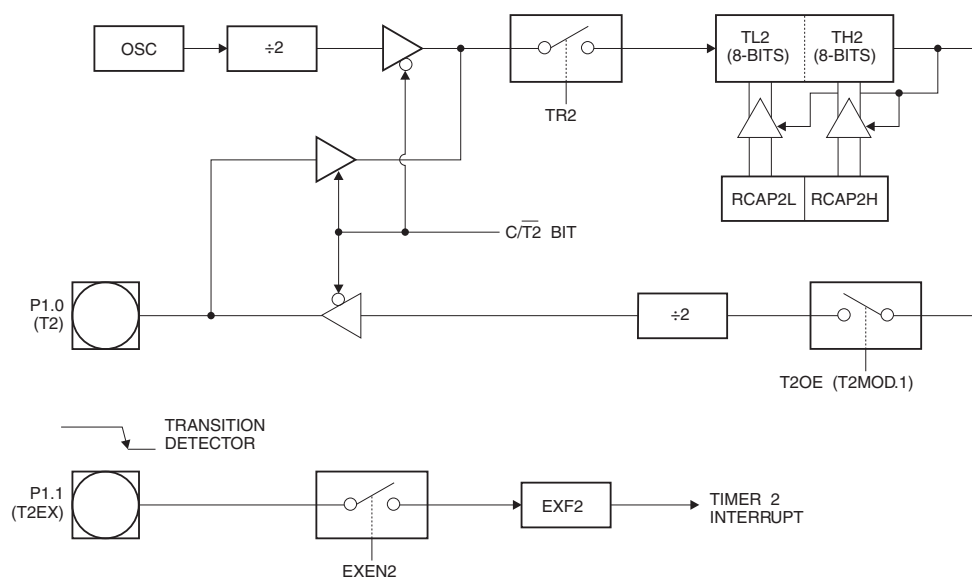 OSC
÷2
TR2
TL2
(8-BITS)
TH2
(8-BITS)
RCAP2L
RCAP2H
C/T2 BIT
P1.0
(T2)
÷2
T2OE (T2MOD.1)
TRANSITION
DETECTOR
P1.1
(T2EX)
EXEN2
EXF2
TIMER 2
INTERRUPT